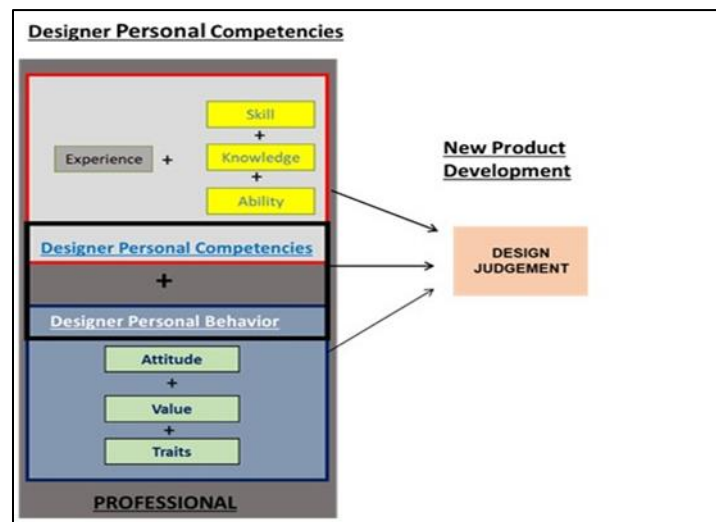 Designer Personal Competencies
Skill
+
Experience + Knowledge
+
Ability
Designer Personal Competencies
+
Designer Personal Behavior
Attitude
+
Value
+
Traits
PROFESSIONAL
New Product
Development
DESIGN
JUDGEMENT